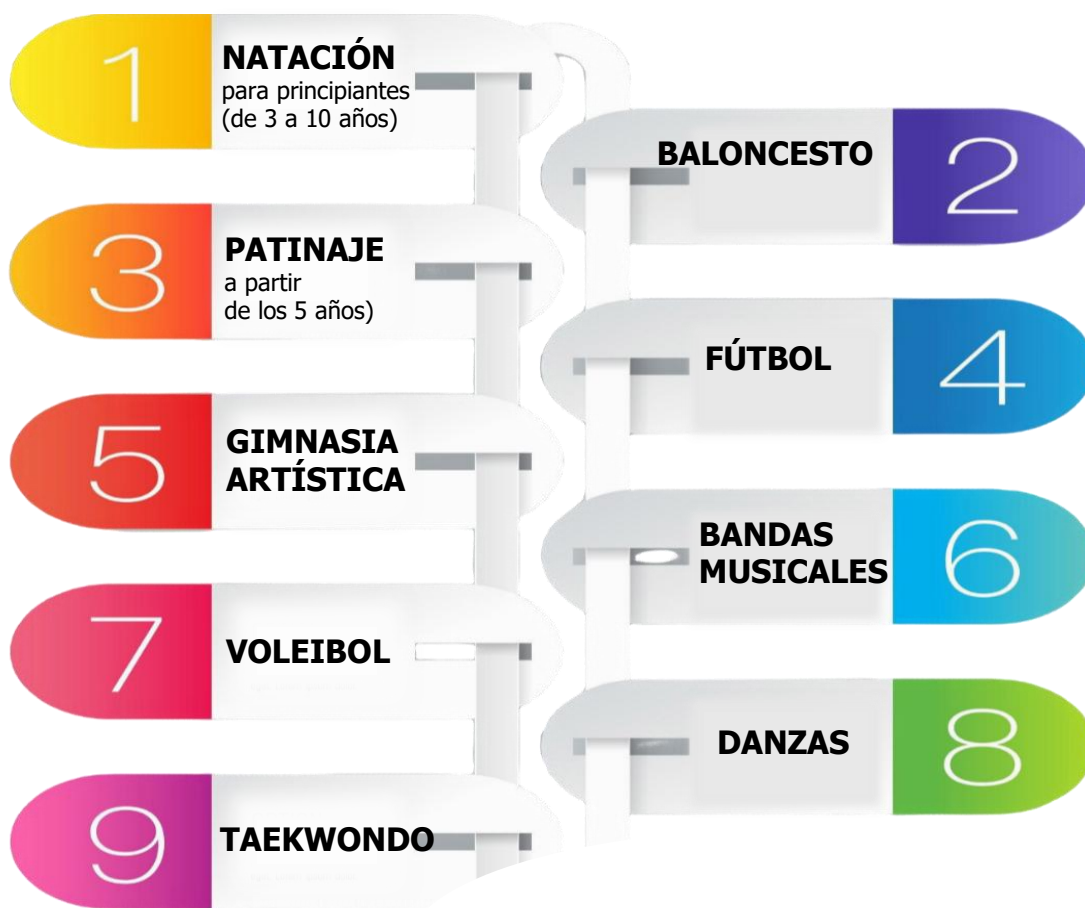 1
NATACIÓN
para principiantes
(de 3 a 10 años)
2
BALONCESTO
3
PATINAJE
a partir
de los 5 años)
4
FÚTBOL
5
GIMNASIA
ARTÍSTICA
6
BANDAS
MUSICALES
7
VOLEIBOL
8
DANZAS
9
TAEKWONDO